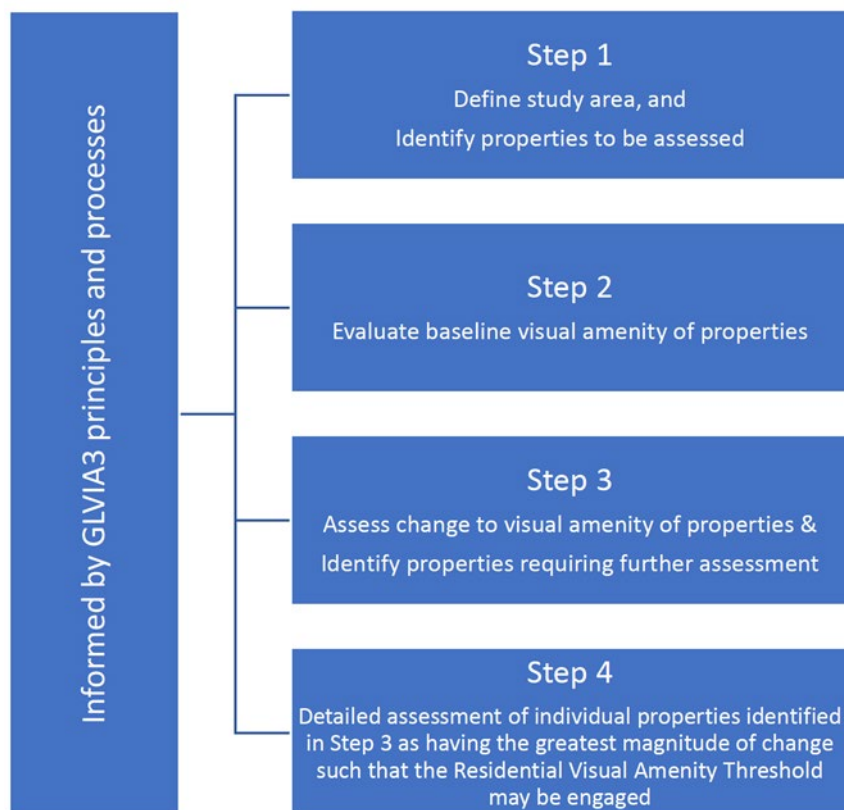 Informed by GLVIA3 principles and processes
Step 1
Define study area, and
Identify properties to be assessed
Step 2
Evaluate baseline visual amenity of properties
Step 3
Assess change to visual amenity of properties &
Identify properties requiring further assessment
Step 4
Detailed assessment of individual properties identified
in Step 3 as having the greatest magnitude of change
such that the Residential Visual Amenity Threshold
may be engaged